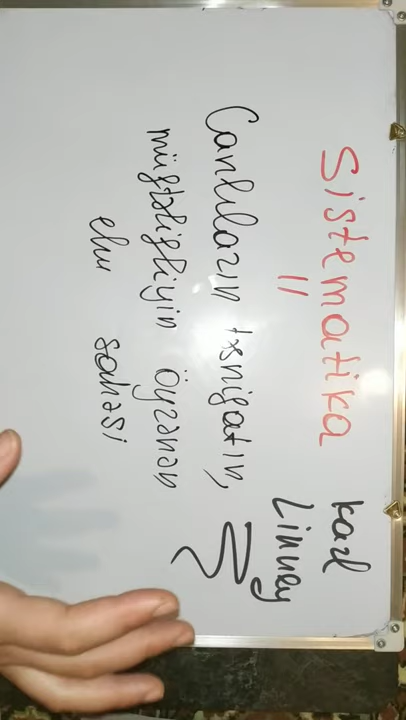 Sistematika
Karl
Linney
Canlıların təsnifatın,
müxtəlifliyin öyrənən
elm sahəsi